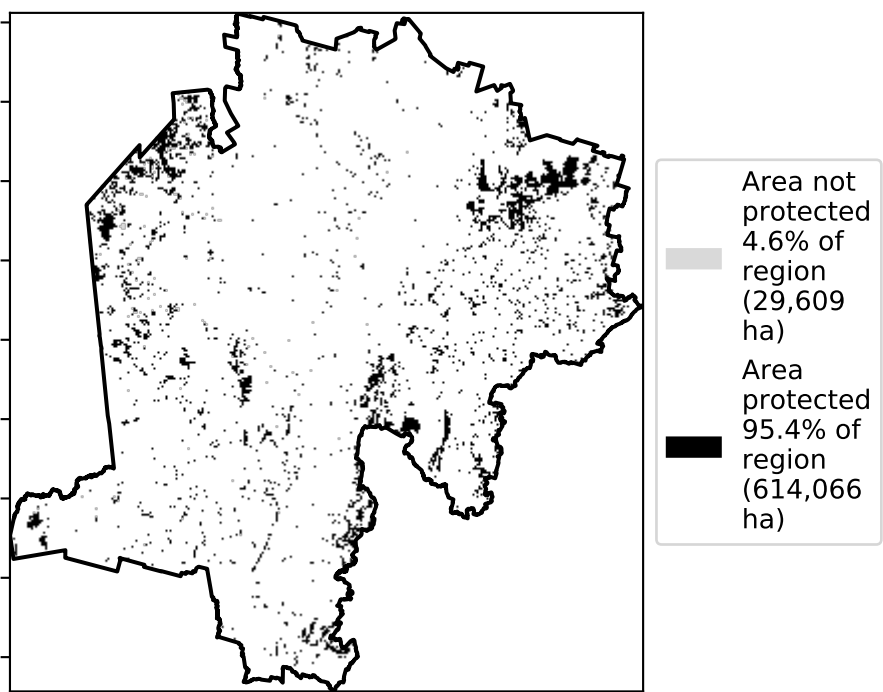 Area not
protected
4.6% of
region
(29,609
ha)
Area
protected
95.4% of
region
(614,066
ha)